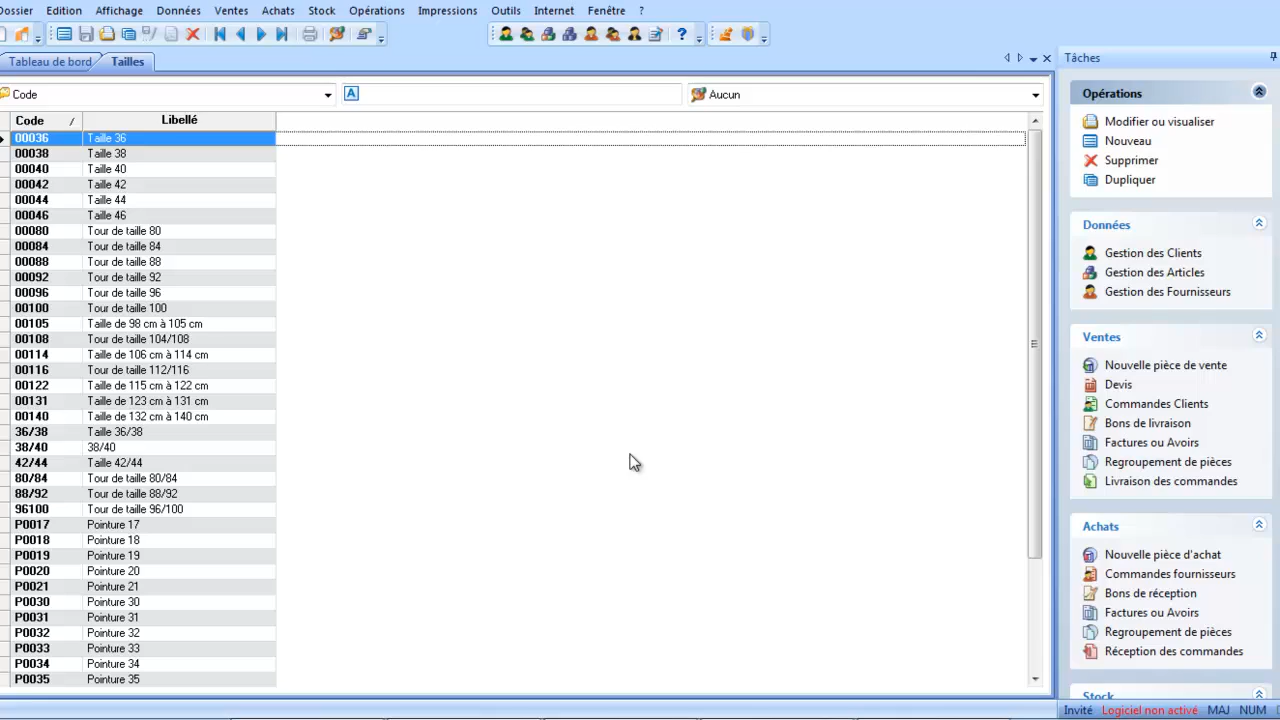 Dossier Edition Affichage Données Ventes Achats Stock Opérations Impressions Outils Internet Fenêtre ?
Tableau de bord Tailles
Code Aucun
Code Libellé
00036 Taille 36
00038 Taille 38
00040 Taille 40
00042 Taille 42
00044 Taille 44
00046 Taille 46
00080 Tour de taille 80
00084 Tour de taille 84
00088 Tour de taille 88
00092 Tour de taille 92
00096 Tour de taille 96
00100 Tour de taille 100
00105 Taille de 98 cm à 105 cm
00108 Tour de taille 104/108
00114 Taille de 106 cm à 114 cm
00116 Tour de taille 112/116
00122 Taille de 115 cm à 122 cm
00131 Taille de 123 cm à 131 cm
00140 Taille de 132 cm à 140 cm
36/38 Taille 36/38
38/40 38/40
42/44 Taille 42/44
80/84 Tour de taille 80/84
88/92 Tour de taille 88/92
96100 Tour de taille 96/100
P0017 Pointure 17
P0018 Pointure 18
P0019 Pointure 19
P0020 Pointure 20
P0021 Pointure 21
P0030 Pointure 30
P0031 Pointure 31
P0032 Pointure 32
P0033 Pointure 33
P0034 Pointure 34
P0035 Pointure 35
Tâches
Opérations
Modifier ou visualiser
Nouveau
Supprimer
Dupliquer
Données
Gestion des Clients
Gestion des Articles
Gestion des Fournisseurs
Ventes
Nouvelle pièce de vente
Devis
Commandes Clients
Bons de livraison
Factures ou Avoirs
Regroupement de pièces
Livraison des commandes
Achats
Nouvelle pièce d'achat
Commandes fournisseurs
Bons de réception
Factures ou Avoirs
Regroupement de pièces
Réception des commandes
Stock
Invité Logiciel non activé MAJ NUM